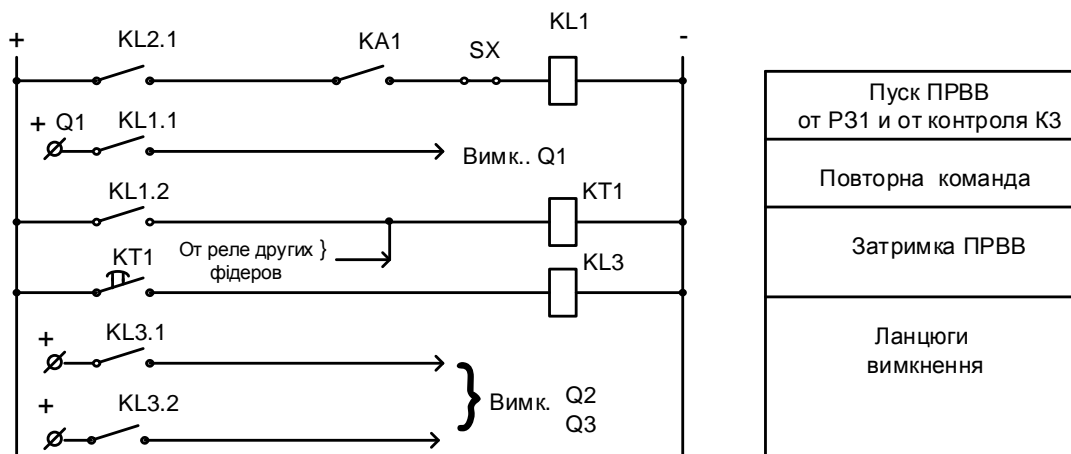 + KL2.1 KA1 SX KL1 -
+ Q1 KL1.1
Вимк.. Q1
KL1.2 KT1
От реле других }
фідеров
KT1 KL3
+ KL3.1
+ KL3.2
} Вимк. Q2
Q3
Пуск ПРВВ
от РЗ1 и от контроля КЗ
Повторна команда
Затримка ПРВВ
Ланцюги
вимкнення